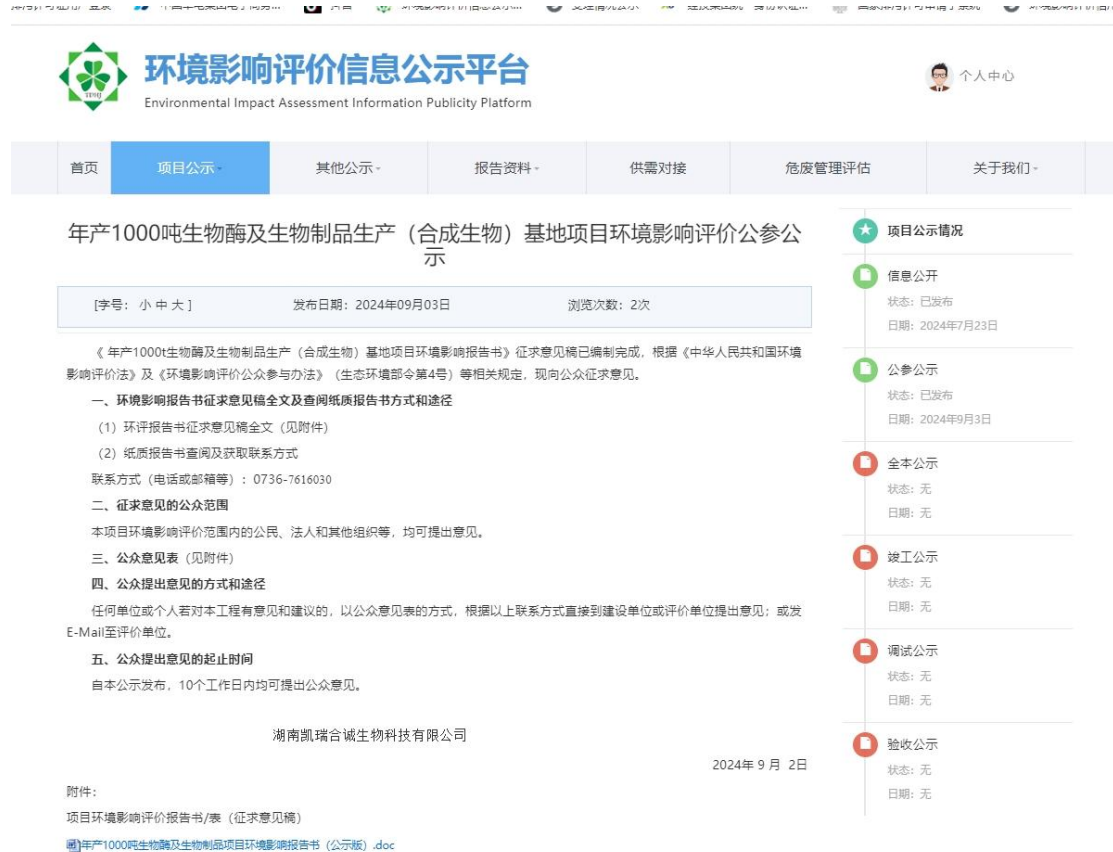 环境影响评价信息公示平台
Environmental Impact Assessment Information Publicity Platform
个人中心
首页
项目公示
其他公示
报告资料
供需对接
危废管理评估
关于我们
年产1000吨生物酶及生物制品生产（合成生物）基地项目环境影响评价公参公
示
[字号：小 中 大 ] 发布日期：2024年09月03日 浏览次数：2次
《 年产1000t生物酶及生物制品生产（合成生物）基地项目环境影响报告书》征求意见稿已编制完成，根据《中华人民共和国环境
影响评价法》及《环境影响评价公众参与办法》（生态环境部令第4号）等相关规定，现向公众征求意见。
一、环境影响报告书征求意见稿全文及查阅纸质报告书方式和途径
（1）环评报告书征求意见稿全文（见附件）
（2）纸质报告书查阅及获取联系方式
联系方式（电话或邮箱等）：0736-7616030
二、征求意见的公众范围
本项目环境影响评价范围内的公民、法人和其他组织等，均可提出意见。
三、公众意见表（见附件）
四、公众提出意见的方式和途径
任何单位或个人若对本工程有意见和建议的，以公众意见表的方式，根据以上联系方式直接到建设单位或评价单位提出意见；或发
E-Mail至评价单位。
五、公众提出意见的起止时间
自本公示发布，10个工作日内均可提出公众意见。
湖南凯瑞合诚生物科技有限公司
2024年 9 月 2日
附件：
项目环境影响评价报告书/表（征求意见稿）
年产1000吨生物酶及生物制品项目环境影响报告书（公示版）.doc
项目公示情况
信息公开
状态：已发布
日期：2024年7月23日
公参公示
状态：已发布
日期：2024年9月3日
全本公示
状态：无
日期：无
竣工公示
状态：无
日期：无
调试公示
状态：无
日期：无
验收公示
状态：无
日期：无